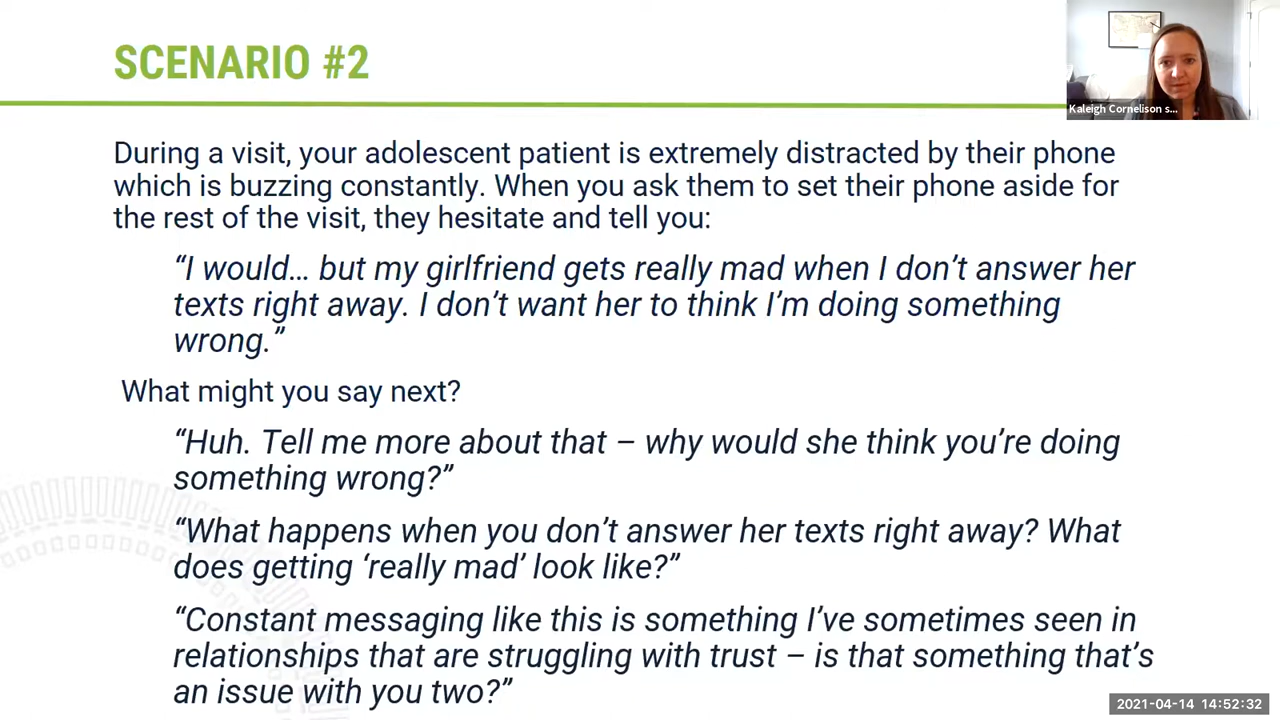 SCENARIO #2
Kaleigh Cornelison s...
During a visit, your adolescent patient is extremely distracted by their phone
which is buzzing constantly. When you ask them to set their phone aside for
the rest of the visit, they hesitate and tell you:
“I would… but my girlfriend gets really mad when I don’t answer her
texts right away. I don’t want her to think I’m doing something
wrong.”
What might you say next?
“Huh. Tell me more about that – why would she think you’re doing
something wrong?”
“What happens when you don’t answer her texts right away? What
does getting ‘really mad’ look like?”
“Constant messaging like this is something I’ve sometimes seen in
relationships that are struggling with trust – is that something that’s
an issue with you two?”
2021-04-14 14:52:32